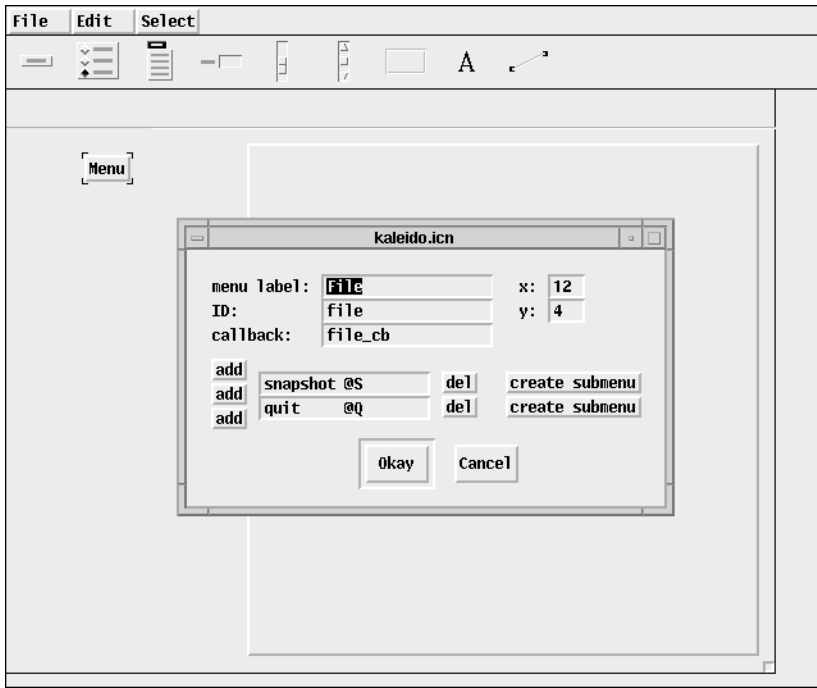 File Edit Select
A
Menu
kaleido.icn
menu label: File x: 12
ID: file y: 4
callback: file_cb
add
snapshot @S del create submenu
add
quit @Q del create submenu
add
Okay Cancel